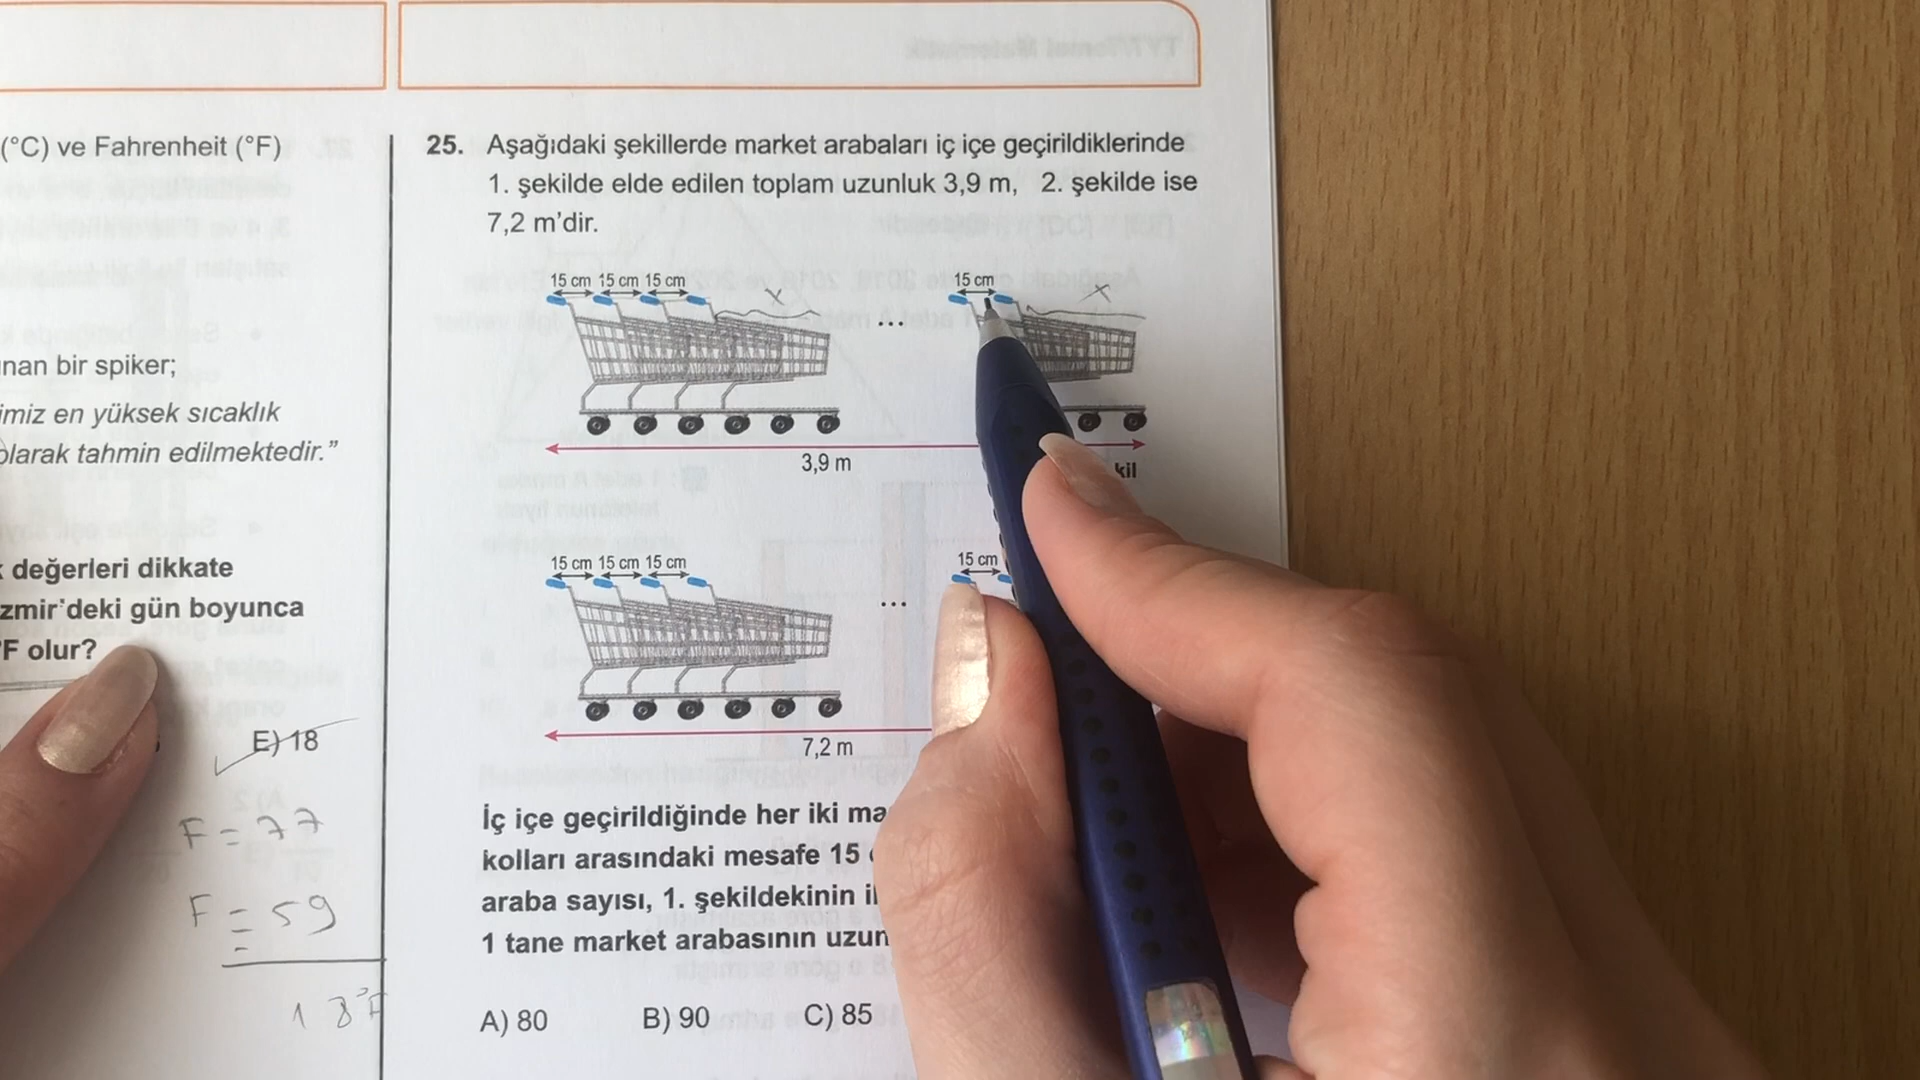 (°C) ve Fahrenheit (°F)
nan bir spiker;
imiz en yüksek sıcaklık
olarak tahmin edilmektedir.”
değerleri dikkate
zmir'deki gün boyunca
°F olur?
E) 18
F = 77
F = 59
18°F
25. Aşağıdaki şekillerde market arabaları iç içe geçirildiklerinde
1. şekilde elde edilen toplam uzunluk 3,9 m, 2. şekilde ise
7,2 m’dir.
15 cm 15 cm 15 cm 15 cm
x x
...
3,9 m
kil
15 cm 15 cm 15 cm 15 cm
...
7,2 m
İç içe geçirildiğinde her iki ma
kolları arasındaki mesafe 15
araba sayısı, 1. şekildekinin i
1 tane market arabasının uzun
A) 80 B) 90 C) 85